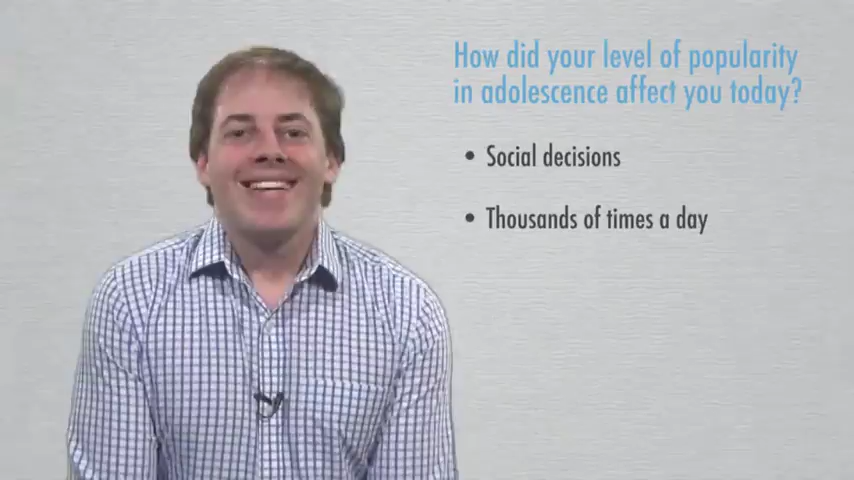 How did your level of popularity
in adolescence affect you today?
• Social decisions
• Thousands of times a day